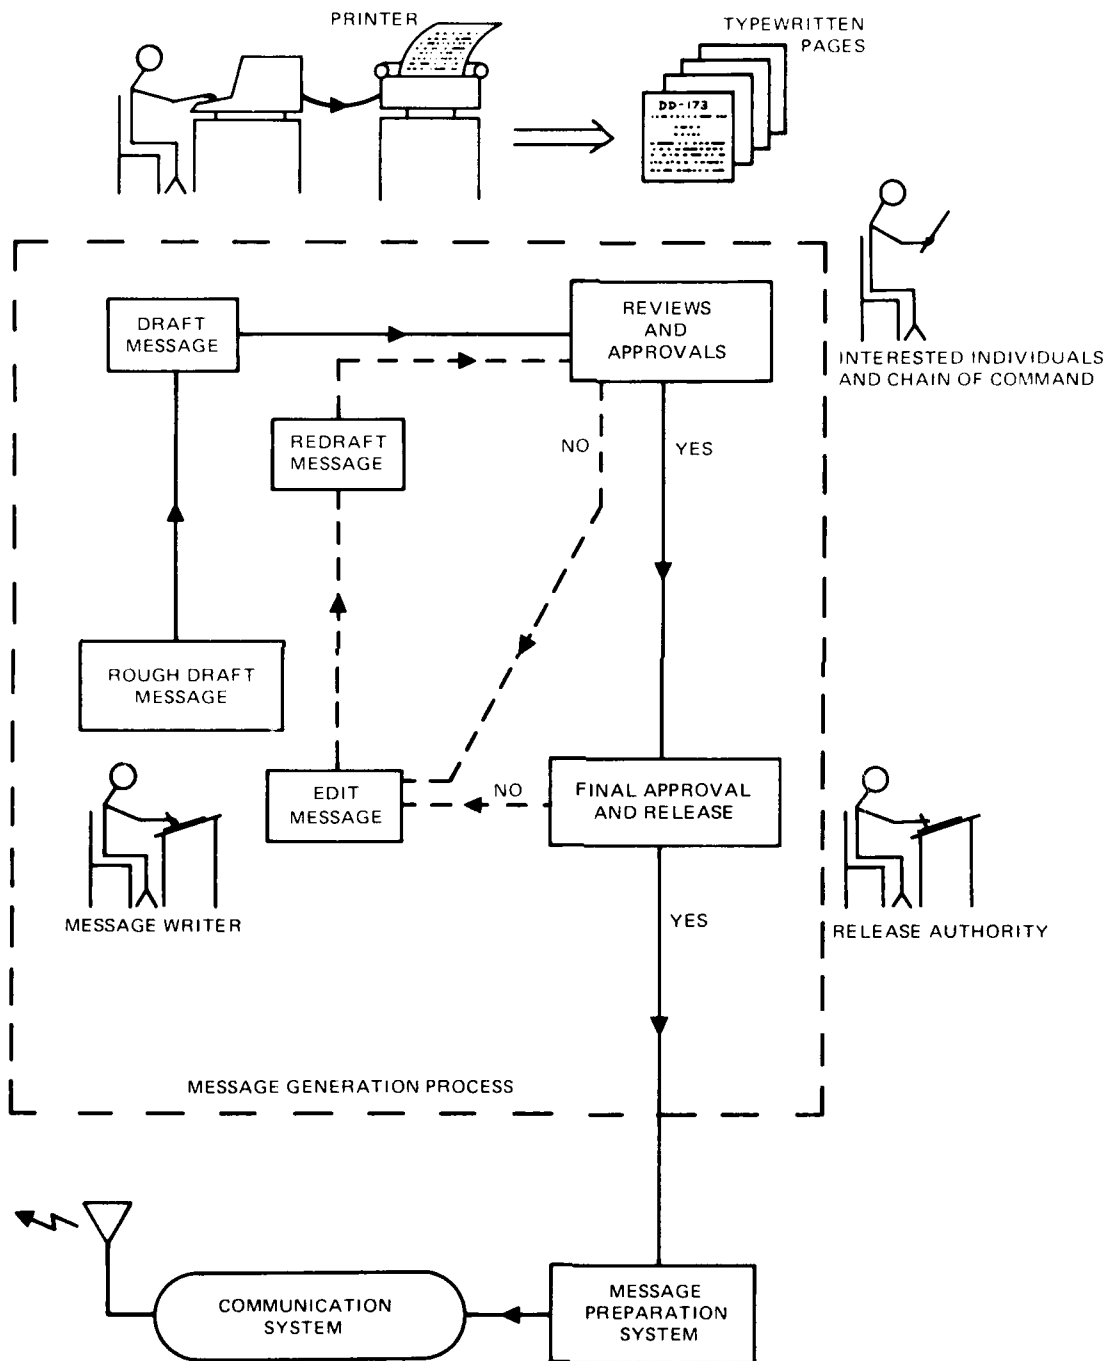 PRINTER
TYPEWRITTEN
PAGES
DD-173
DRAFT
MESSAGE
REVIEWS
AND
APPROVALS
INTERESTED INDIVIDUALS
AND CHAIN OF COMMAND
REDRAFT
MESSAGE
NO
YES
ROUGH DRAFT
MESSAGE
EDIT
MESSAGE
NO
FINAL APPROVAL
AND RELEASE
MESSAGE WRITER
YES
RELEASE AUTHORITY
MESSAGE GENERATION PROCESS
COMMUNICATION
SYSTEM
MESSAGE
PREPARATION
SYSTEM